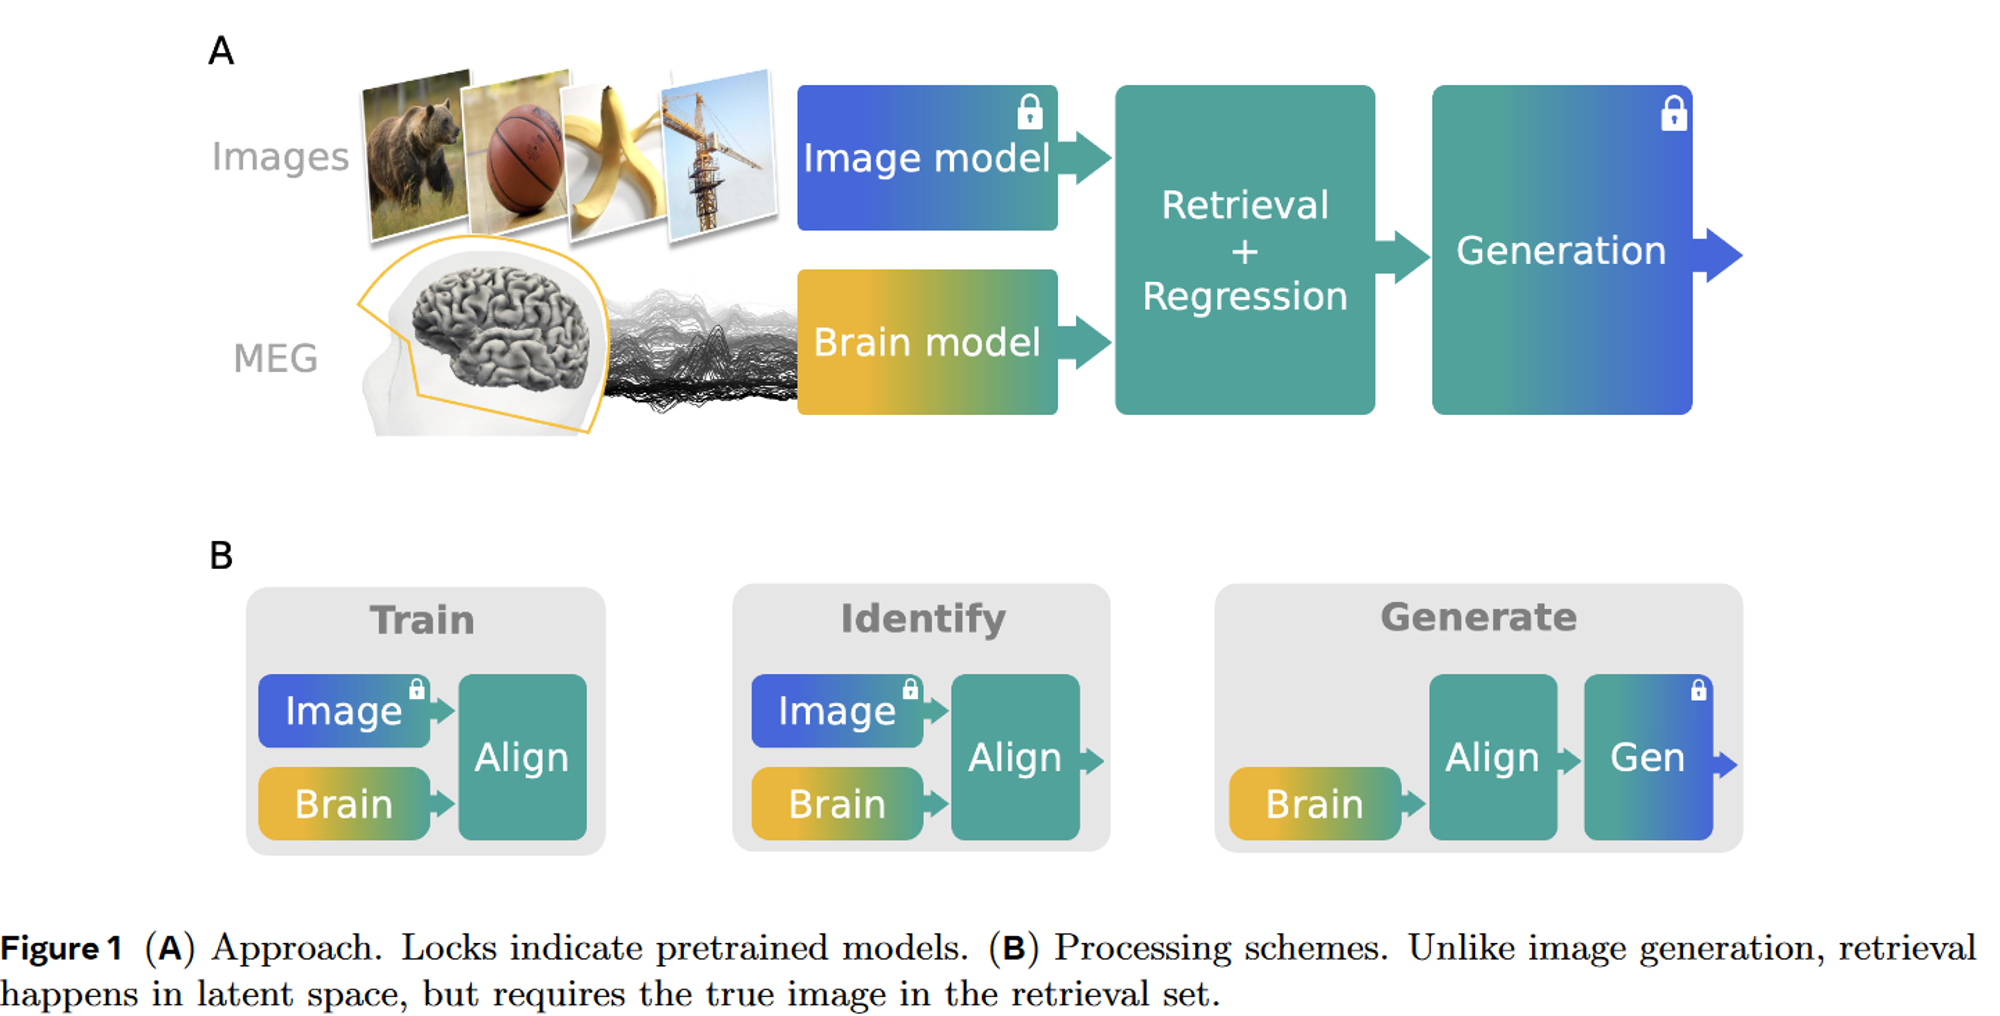 A
Images
Image model
Retrieval
+
Regression
Generation
MEG
Brain model
B
Train
Image
Brain
Align
Identify
Image
Brain
Align
Generate
Brain
Align
Gen
Figure 1 (A) Approach. Locks indicate pretrained models. (B) Processing schemes. Unlike image generation, retrieval
happens in latent space, but requires the true image in the retrieval set.